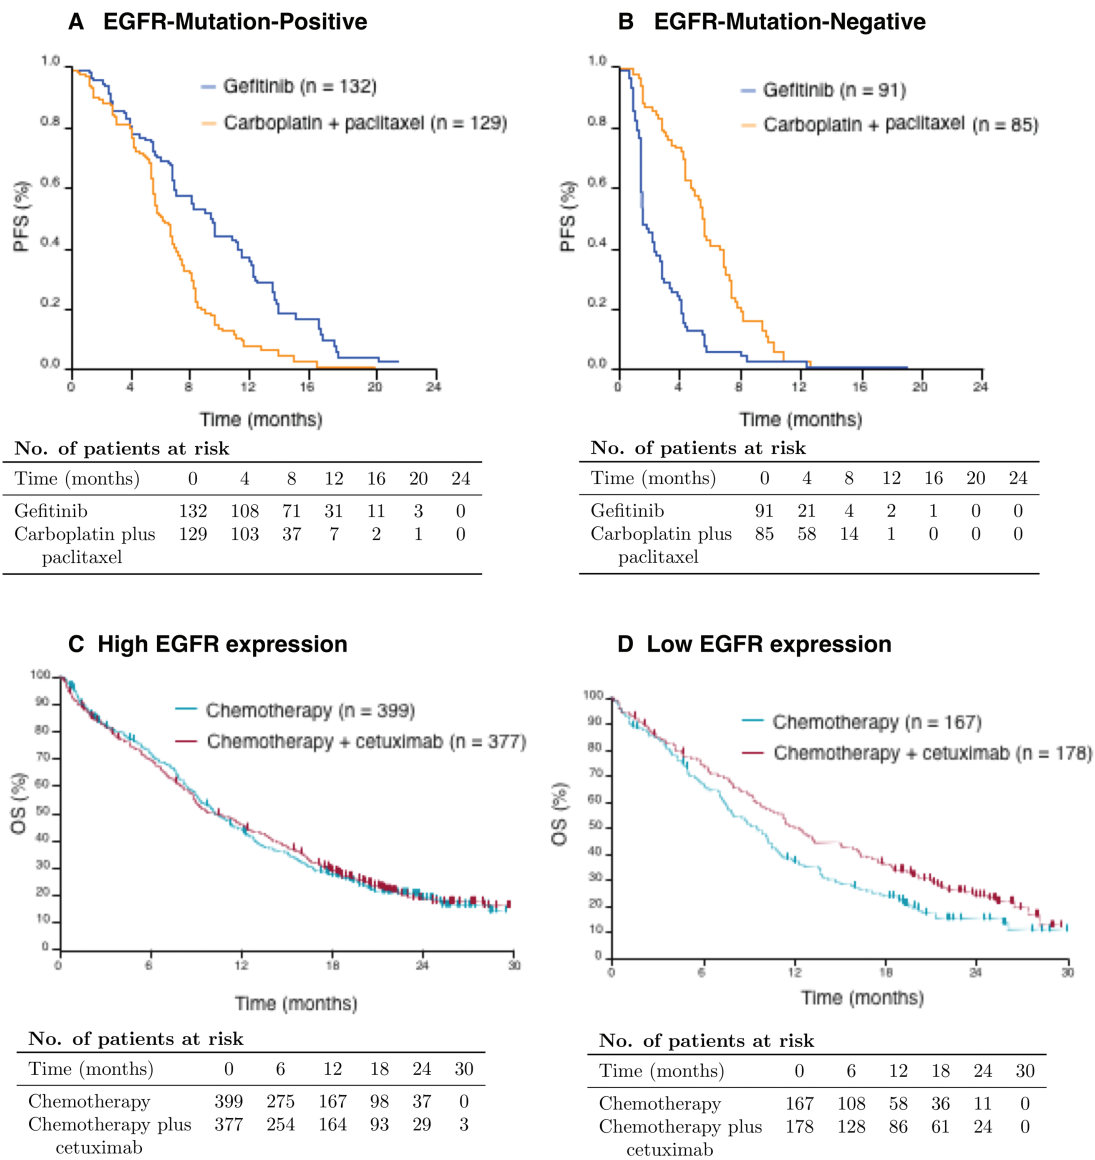 A EGFR-Mutation-Positive
1.0
0.8
0.6
0.4
0.2
0.0
PFS (%)
Gefitinib (n = 132)
Carboplatin + paclitaxel (n = 129)
0 4 8 12 16 20 24
Time (months)
No. of patients at risk
Time (months) 0 4 8 12 16 20 24
Gefitinib 132 108 71 31 11 3 0
Carboplatin plus 129 103 37 7 2 1 0
paclitaxel
B EGFR-Mutation-Negative
1.0
0.8
0.6
0.4
0.2
0.0
PFS (%)
Gefitinib (n = 91)
Carboplatin + paclitaxel (n = 85)
0 4 8 12 16 20 24
Time (months)
No. of patients at risk
Time (months) 0 4 8 12 16 20 24
Gefitinib 91 21 4 2 1 0 0
Carboplatin plus 85 58 14 1 0 0 0
paclitaxel
C High EGFR expression
100
90
80
70
60
50
40
30
20
10
0
OS (%)
Chemotherapy (n = 399)
Chemotherapy + cetuximab (n = 377)
0 6 12 18 24 30
Time (months)
No. of patients at risk
Time (months) 0 6 12 18 24 30
Chemotherapy 399 275 167 98 37 0
Chemotherapy plus 377 254 164 93 29 3
cetuximab
D Low EGFR expression
100
90
80
70
60
50
40
30
20
10
0
OS (%)
Chemotherapy (n = 167)
Chemotherapy + cetuximab (n = 178)
0 6 12 18 24 30
Time (months)
No. of patients at risk
Time (months) 0 6 12 18 24 30
Chemotherapy 167 108 58 36 11 0
Chemotherapy plus 178 128 86 61 24 0
cetuximab